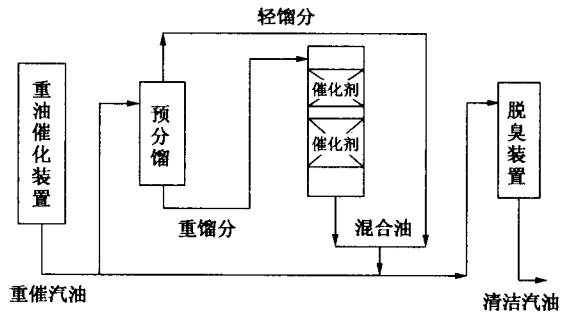 轻馏分
重油催化装置
预分馏
催化剂
催化剂
脱臭装置
重馏分
混合油
重催汽油
清洁汽油